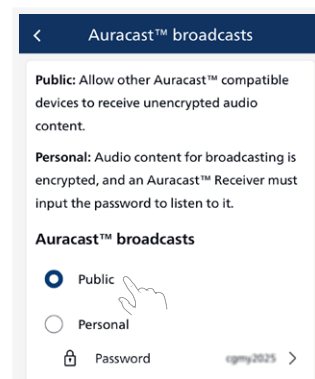 Auracast™ broadcasts
Public: Allow other Auracast™ compatible
devices to receive unencrypted audio
content.
Personal: Audio content for broadcasting is
encrypted, and an Auracast™ Receiver must
input the password to listen to it.
Auracast™ broadcasts
Public
Personal
Password